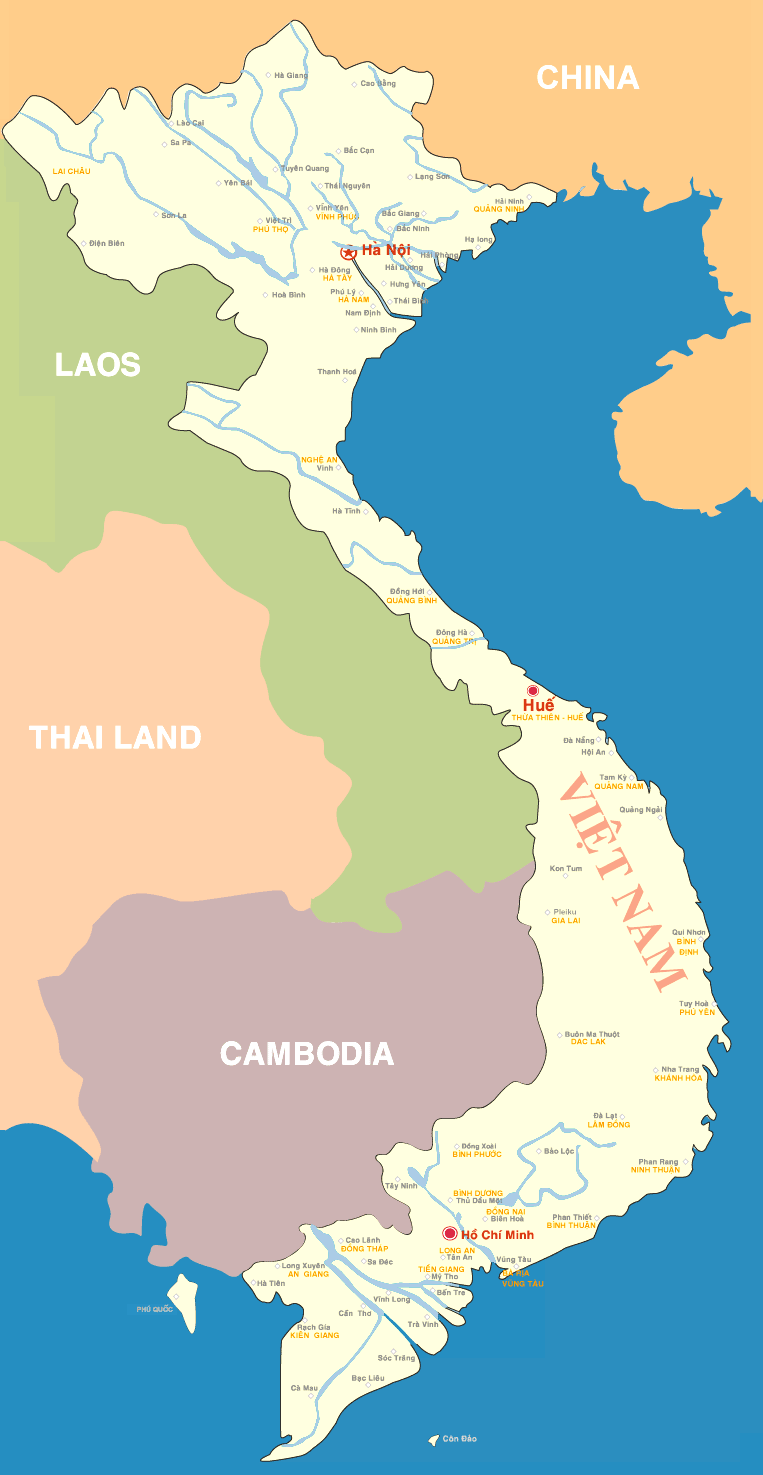 CHINA
Hà Giang
Cao Bằng
Lào Cai
Sa Pa
Bắc Cạn
LAI CHÂU
Tuyên Quang
Lạng Sơn
Yên Bái
Thái Nguyên
Hải Ninh
QUẢNG NINH
Vĩnh Yên
VĨNH PHÚC
Bắc Giang
Sơn La
Việt Trì
PHÚ THỌ
Bắc Ninh
Điện Biên
Hạ long
Hà Nội
Hải Phòng
Hải Dương
Hà Đông
HÀ TÂY
Hưng Yên
Hoà Bình
Phủ Lý
HÀ NAM
Thái Bình
Nam Định
Ninh Bình
LAOS
Thanh Hoá
NGHỆ AN
Vinh
Hà Tĩnh
Đồng Hới
QUẢNG BÌNH
Đông Hà
QUẢNG TRỊ
Huế
THỪA THIÊN - HUẾ
THAI LAND
Đà Nẵng
Hội An
Tam Kỳ
QUẢNG NAM
Quảng Ngãi
VIỆT NAM
Kon Tum
Pleiku
GIA LAI
Qui Nhơn
BÌNH
ĐỊNH
Tuy Hoà
PHÚ YÊN
Buôn Ma Thuột
DAC LAK
CAMBODIA
Nha Trang
KHÁNH HOÀ
Đà Lạt
LÂM ĐỒNG
Đồng Xoài
BÌNH PHƯỚC
Bảo Lộc
Phan Rang
NINH THUẬN
Tây Ninh
BÌNH DƯƠNG
Thủ Dầu Một
ĐỒNG NAI
Biên Hoà
Phan Thiết
BÌNH THUẬN
Hồ Chí Minh
Cao Lãnh
ĐỒNG THÁP
LONG AN
Tân An
Vũng Tàu
Sa Đéc
Long Xuyên
AN GIANG
TIỀN GIANG
Mỹ Tho
BÀ RỊA
VŨNG TÀU
Hà Tiên
Bến Tre
Vĩnh Long
PHÚ QUỐC
Cần Thơ
Trà Vinh
Rạch Gía
KIÊN GIANG
Sóc Trăng
Bạc Liêu
Cà Mau
Côn Đảo